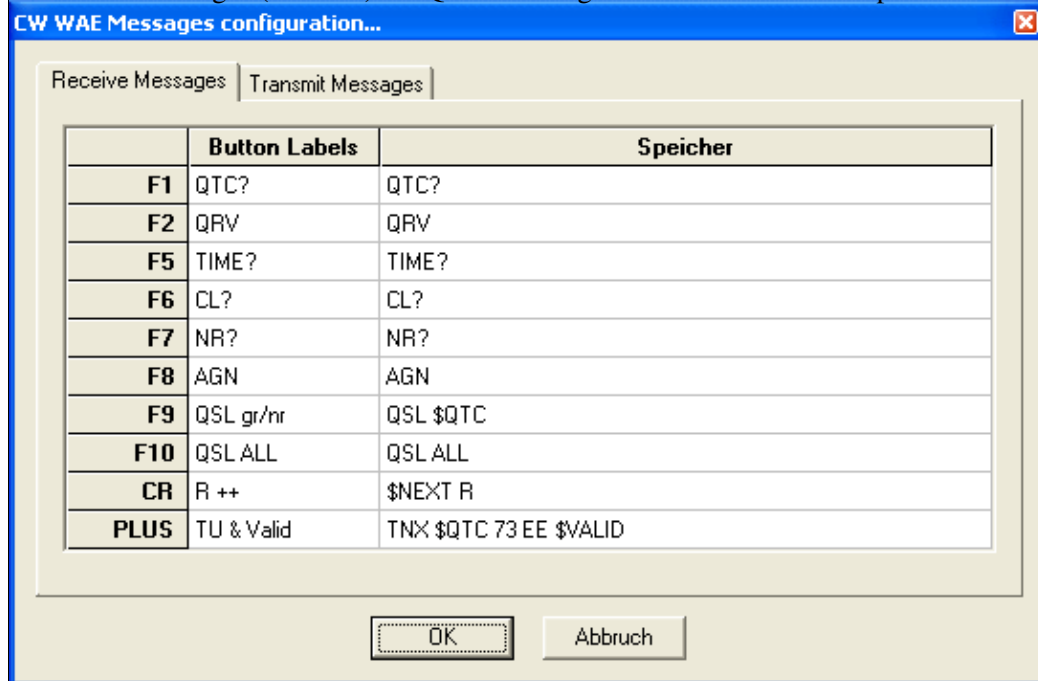 CW WAE Messages configuration...
Receive Messages Transmit Messages
Button Labels Speicher
F1 QTC? QTC?
F2 QRV QRV
F5 TIME? TIME?
F6 CL? CL?
F7 NR? NR?
F8 AGN AGN
F9 QSL gr/nr QSL $QTC
F10 QSL ALL QSL ALL
CR R ++ $NEXT R
PLUS TU & Valid TNX $QTC 73 EE $VALID
OK Abbruch